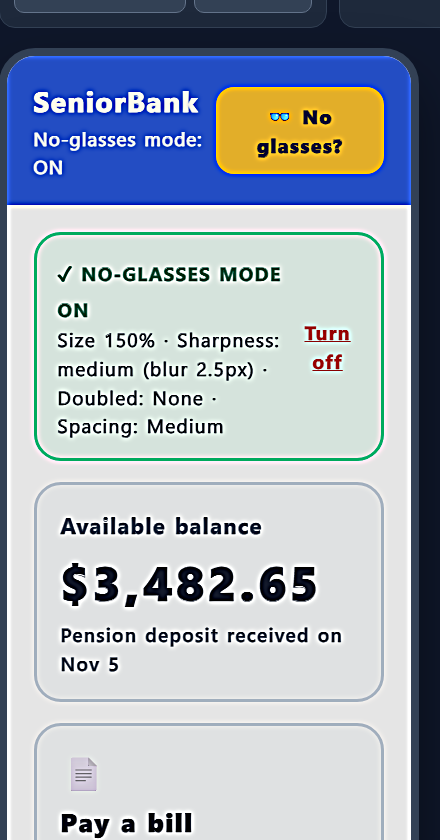 SeniorBank
No-glasses mode:
ON
👓 No
glasses?
✓ NO-GLASSES MODE
ON
Size 150% · Sharpness:
medium (blur 2.5px) ·
Doubled: None ·
Spacing: Medium
Turn
off
Available balance
$3,482.65
Pension deposit received on
Nov 5
Pay a bill